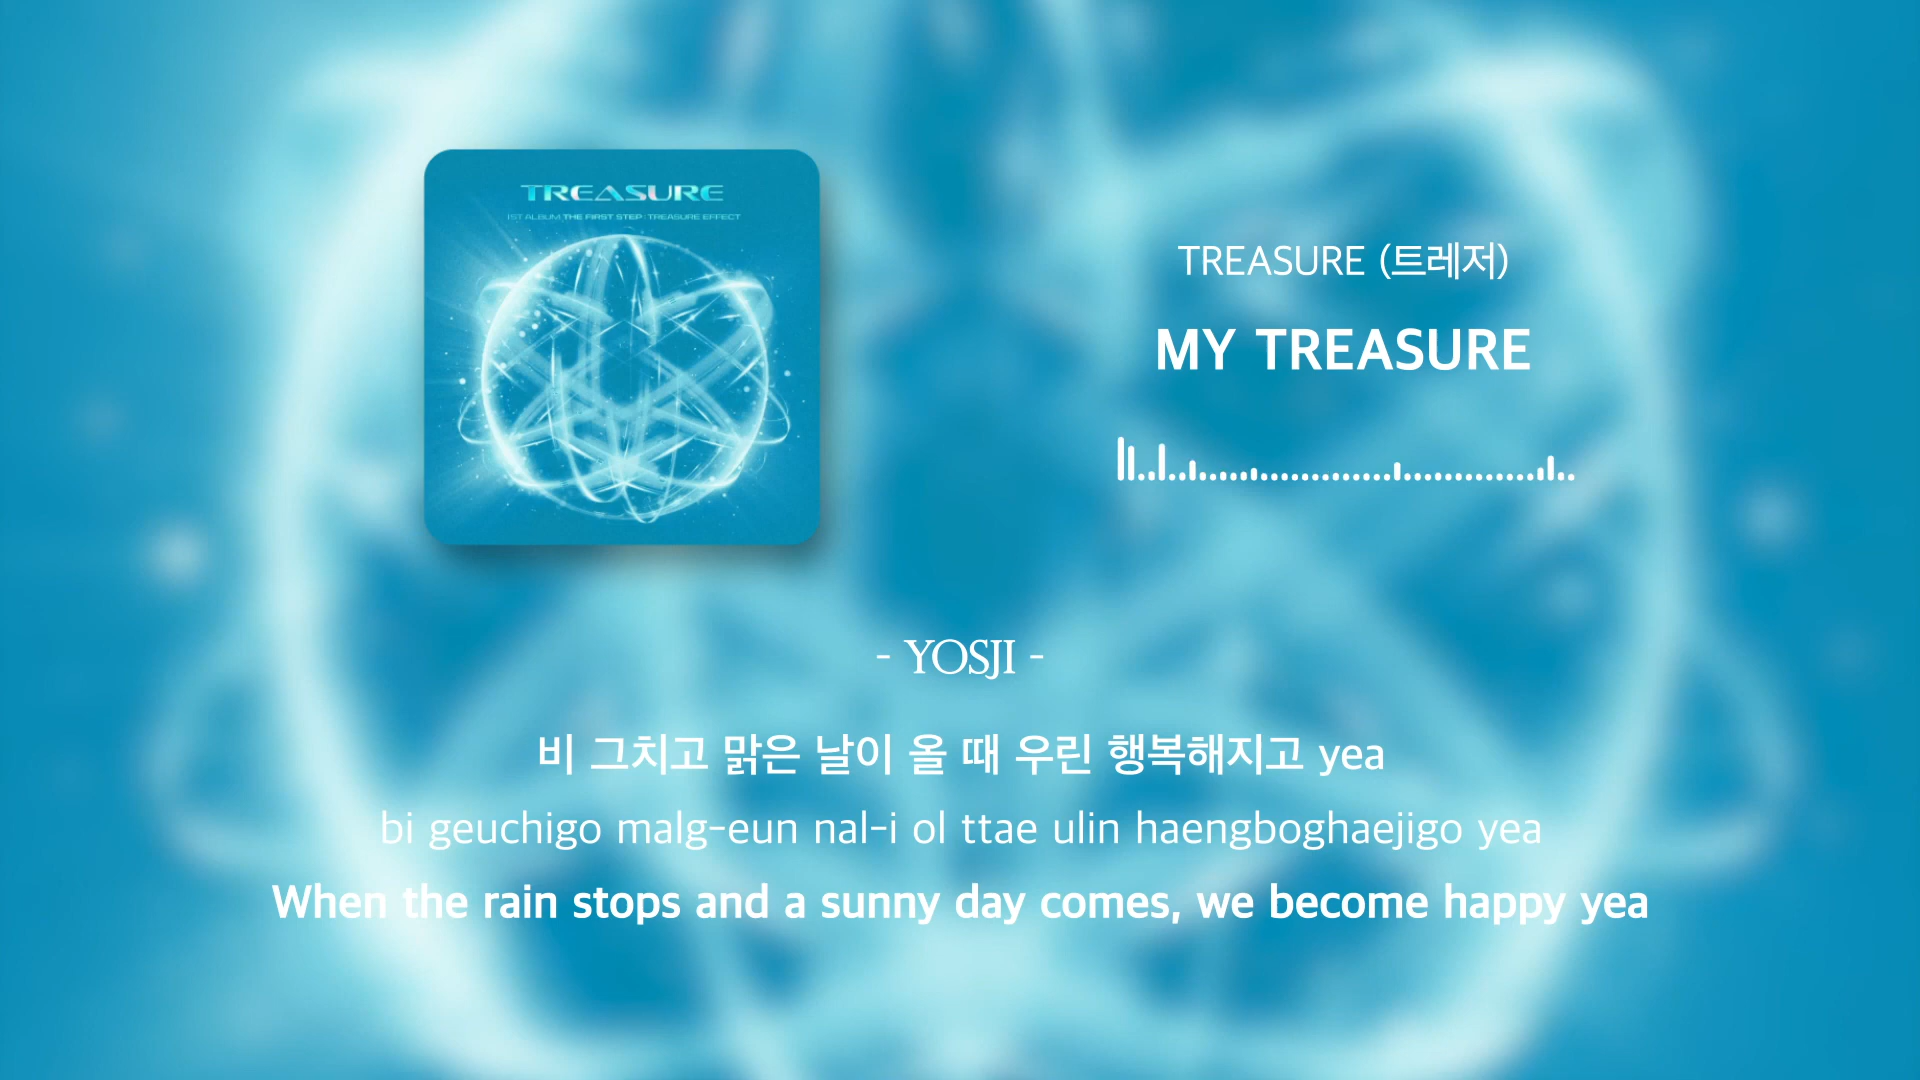 TREASURE
1ST ALBUM THE FIRST STEP : TREASURE EFFECT
TREASURE (트레저)
MY TREASURE
- YOSJI -
비 그치고 맑은 날이 올 때 우린 행복해지고 yea
bi geuchigo malg-eun nal-i ol ttae ulin haengboghaejigo yea
When the rain stops and a sunny day comes, we become happy yea